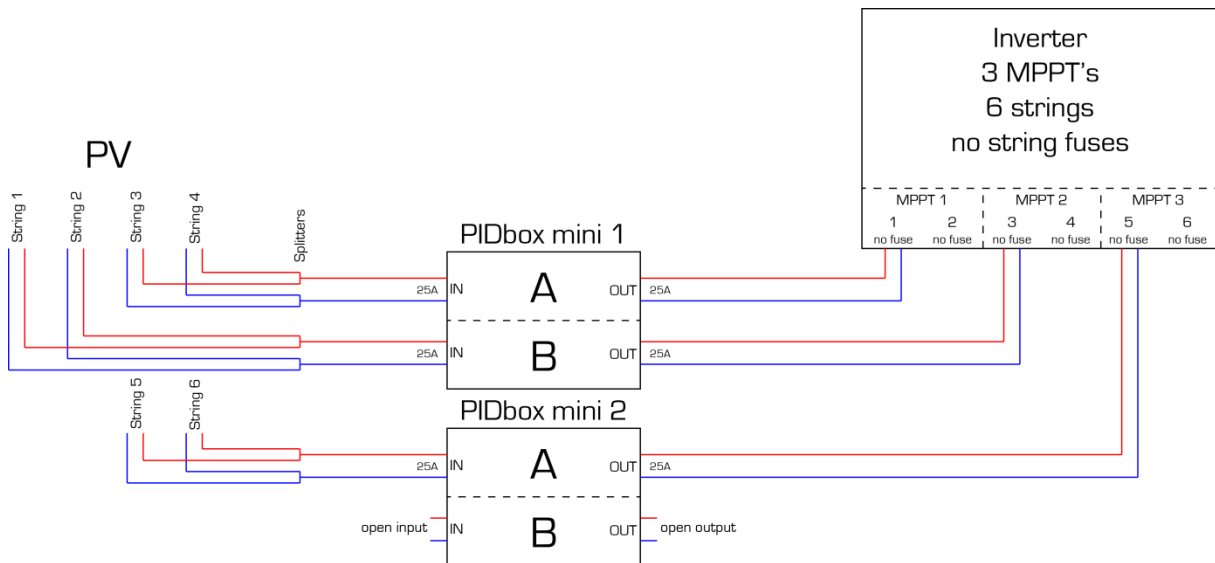 Inverter
3 MPPT's
6 strings
no string fuses
MPPT 1 MPPT 2 MPPT 3
1 2 3 4 5 6
no fuse no fuse no fuse no fuse no fuse no fuse
PV
String 1
String 2
String 3
String 4
Splitters
PIDbox mini 1
25A IN A OUT 25A
25A IN B OUT 25A
String 5
String 6
PIDbox mini 2
25A IN A OUT 25A
open input IN B OUT open output